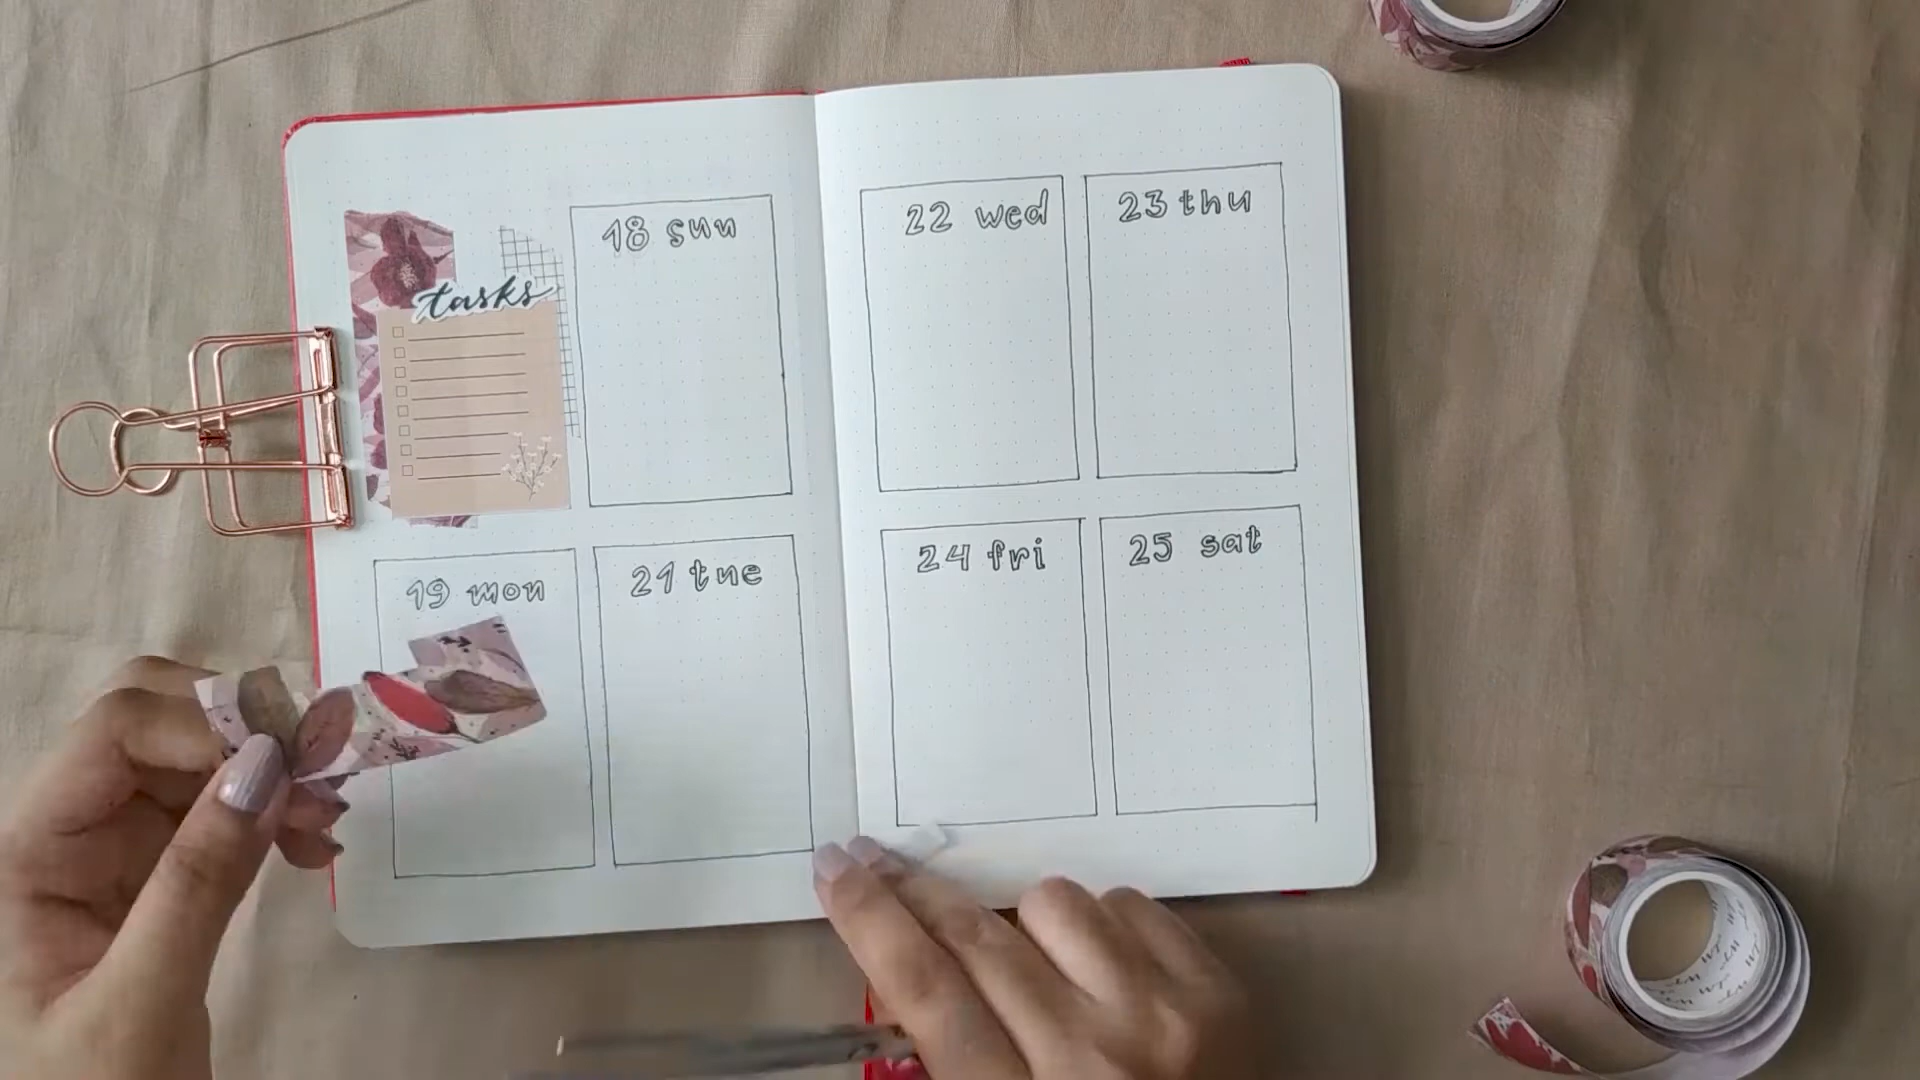 tasks
18 sun
19 mon
21 tue
22 wed
23 thu
24 fri
25 sat